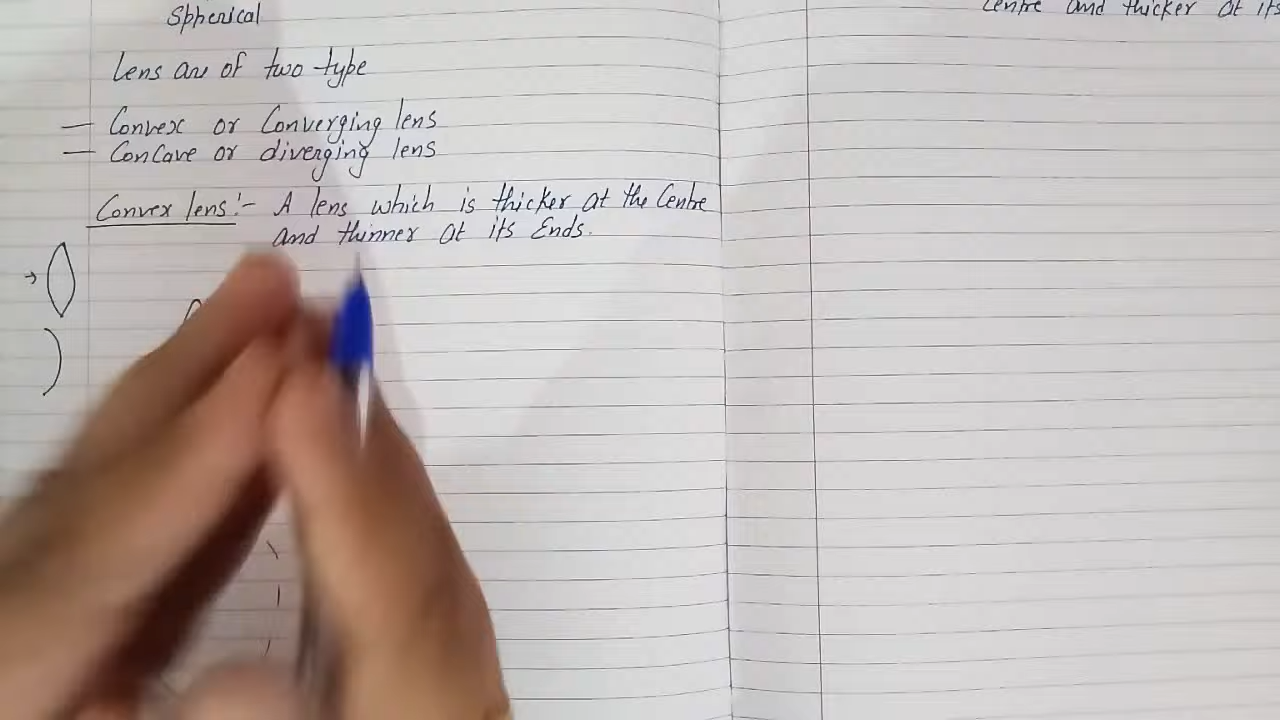 Spherical
Lens are of two type
— Convex or Converging lens
— Concave or diverging lens
Convex lens:- A lens which is thicker at the Centre
and thinner at its Ends.
Centre and thicker at its